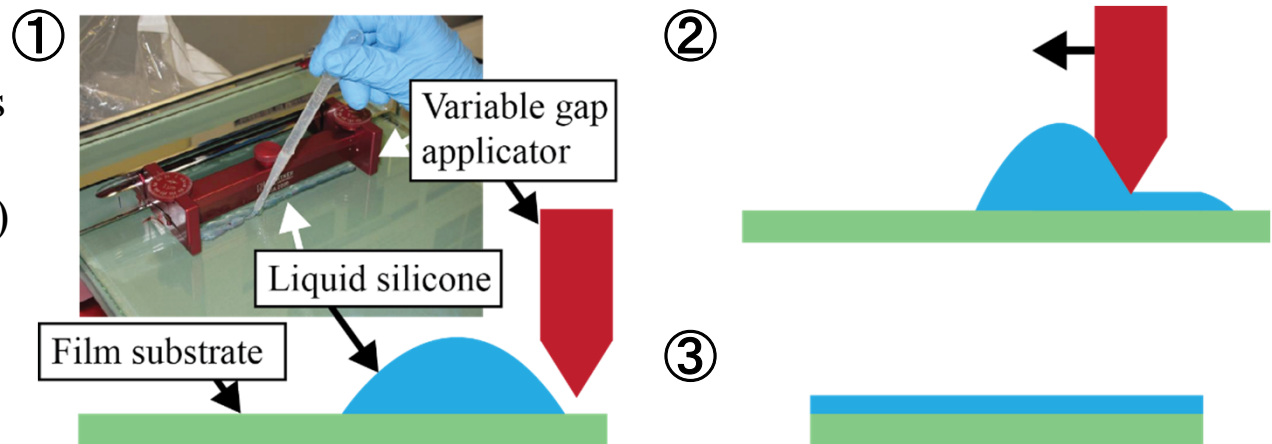 ①
s
)
Variable gap
applicator
Liquid silicone
Film substrate
②
③